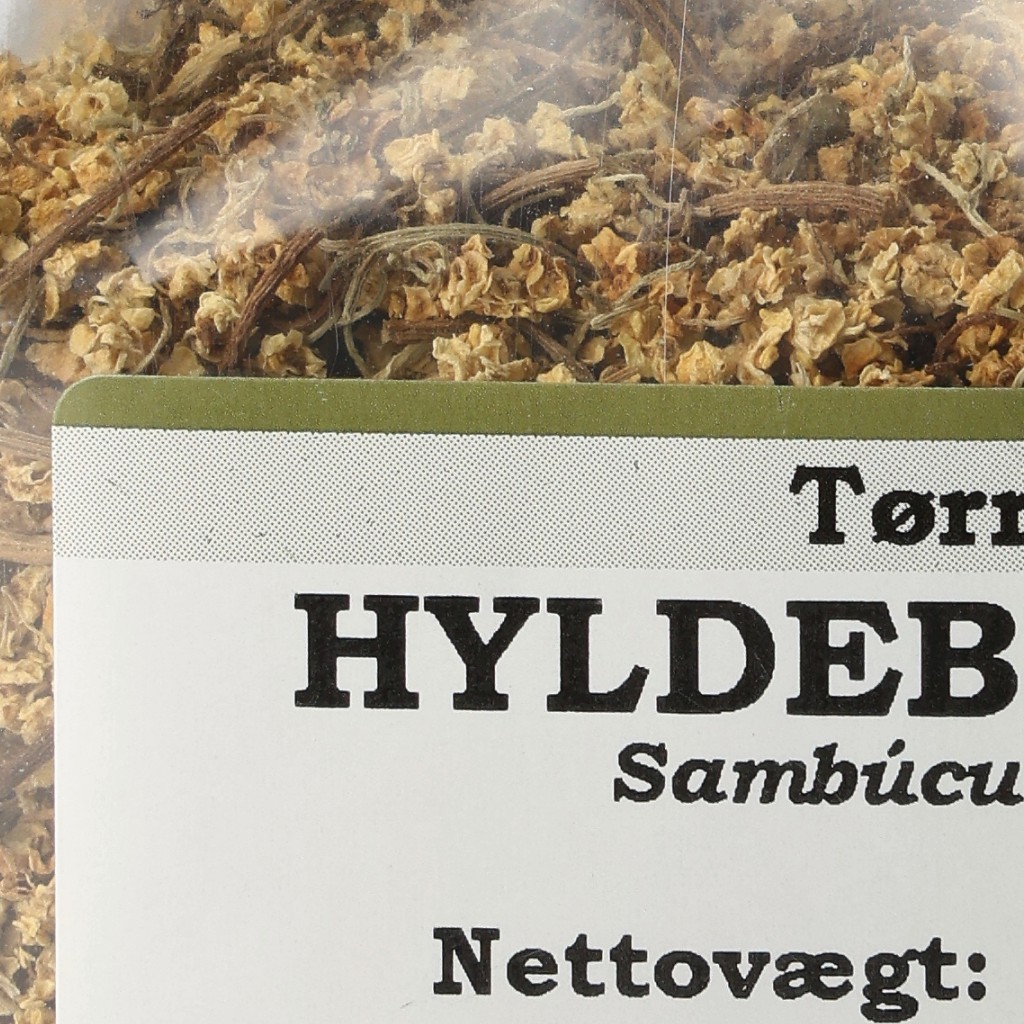 Tørr
HYLDEB
Sambúcu
Nettovægt: